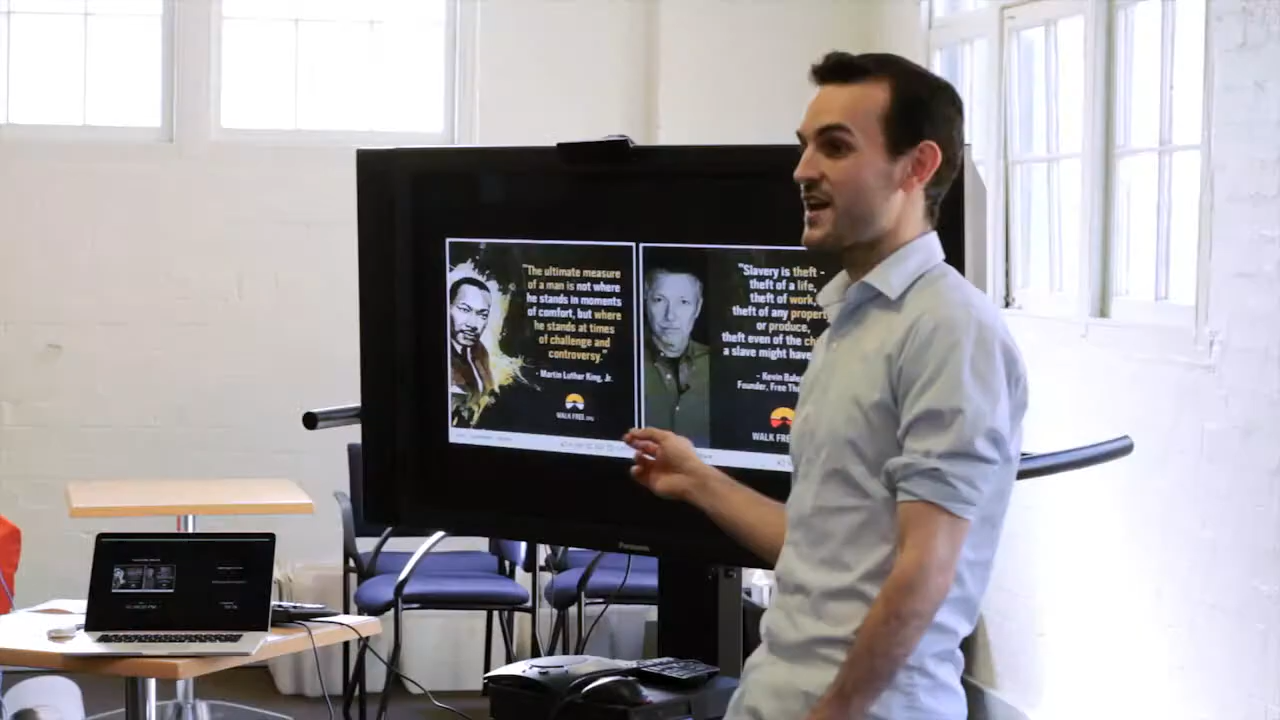 "The ultimate measure
of a man is not where
he stands in moments
of comfort, but where
he stands at times
of challenge and
controversy."
- Martin Luther King, Jr.
WALK FREE.ORG
"Slavery is theft -
theft of a life,
theft of work,
theft of any propert
or produce,
theft even of the ch
a slave might have
- Kevin Bale
Founder, Free Th
WALK FRE
Panasonic